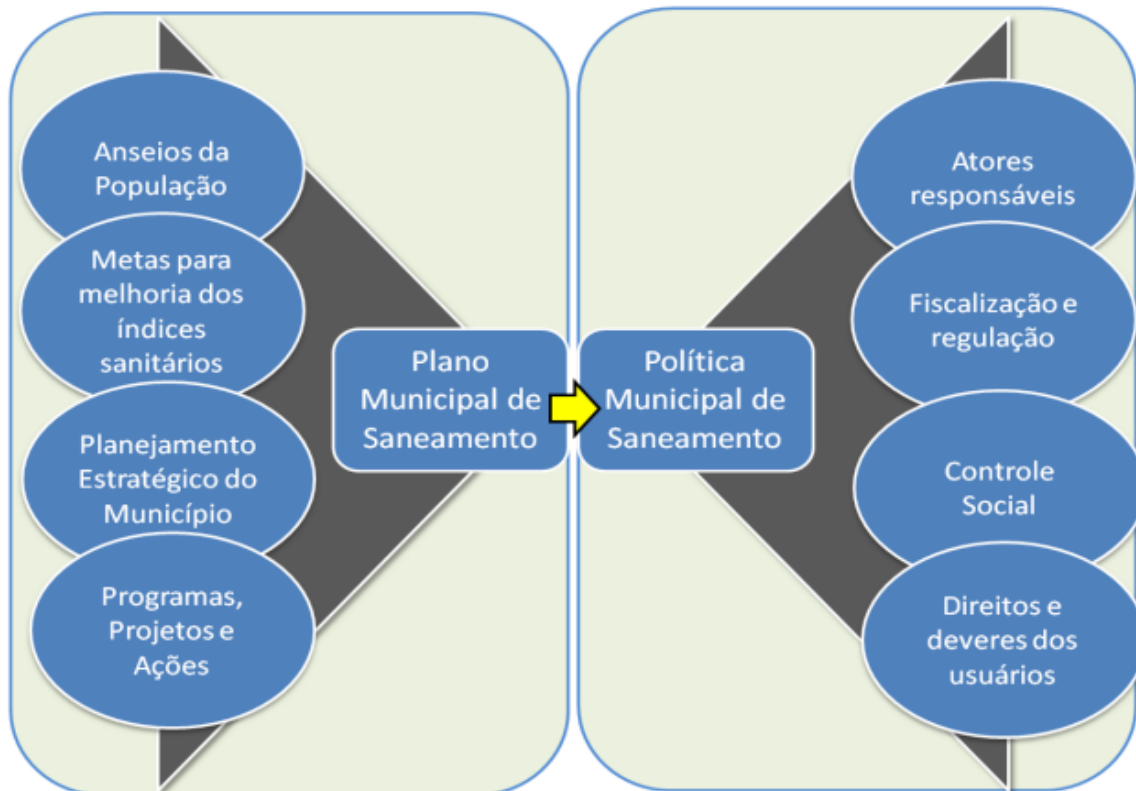 Anseios da
População
Metas para
melhoria dos
índices
sanitários
Planejamento
Estratégico do
Município
Programas,
Projetos e
Ações
Plano
Municipal de
Saneamento
Política
Municipal de
Saneamento
Atores
responsáveis
Fiscalização e
regulação
Controle
Social
Direitos e
deveres dos
usuários